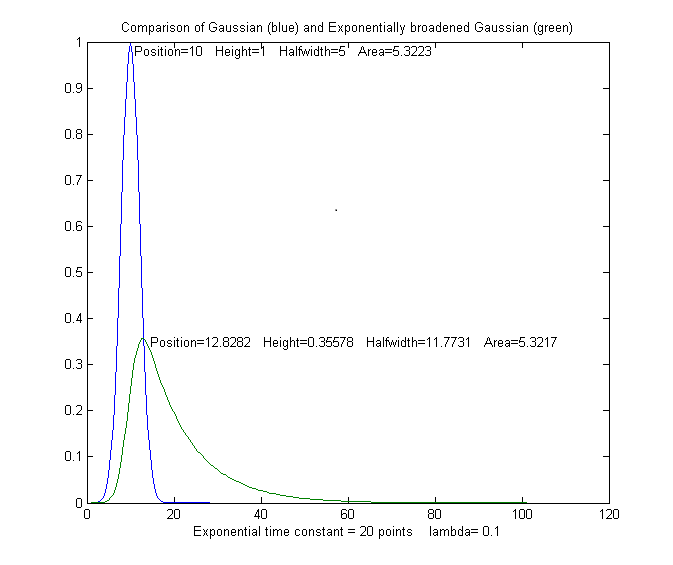 Comparison of Gaussian (blue) and Exponentially broadened Gaussian (green)
1
Position=10 Height=1 Halfwidth=5 Area=5.3223
0.9
0.8
0.7
0.6
0.5
0.4
Position=12.8282 Height=0.35578 Halfwidth=11.7731 Area=5.3217
0.3
0.2
0.1
0
0 20 40 60 80 100 120
Exponential time constant = 20 points lambda= 0.1